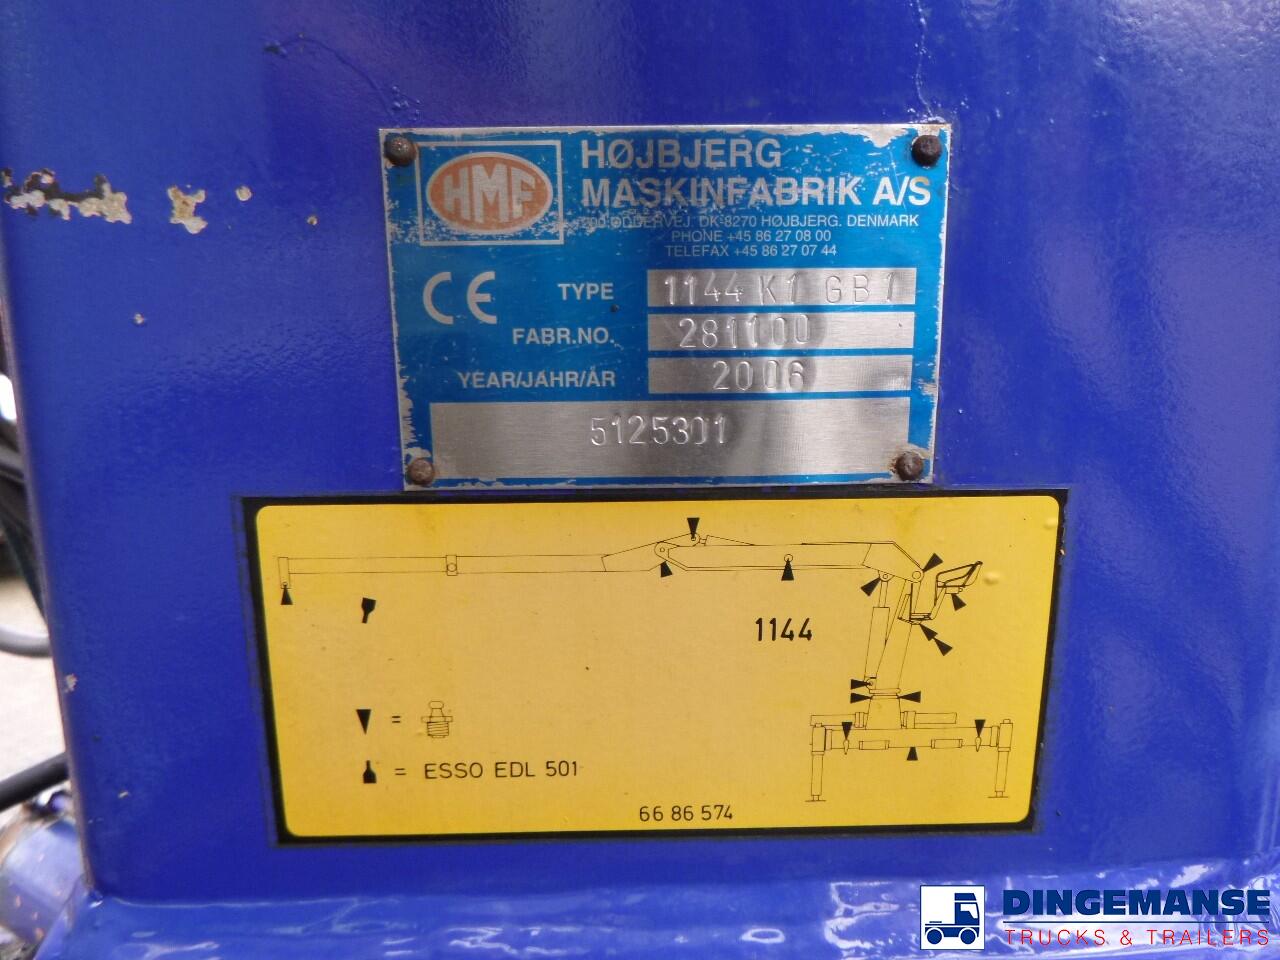 HMF
HØJBJERG
MASKINFABRIK A/S
200 ODDERVEJ. DK-8270 HØJBJERG. DENMARK
PHONE +45 86 27 08 00
TELEFAX +45 86 27 07 44
CE
TYPE 1144 K1 GB1
FABR.NO. 281100
YEAR/JAHR/ÅR 2006
5125301
1144
=
= ESSO EDL 501
66 86 574
DINGEMANSE
TRUCKS & TRAILERS